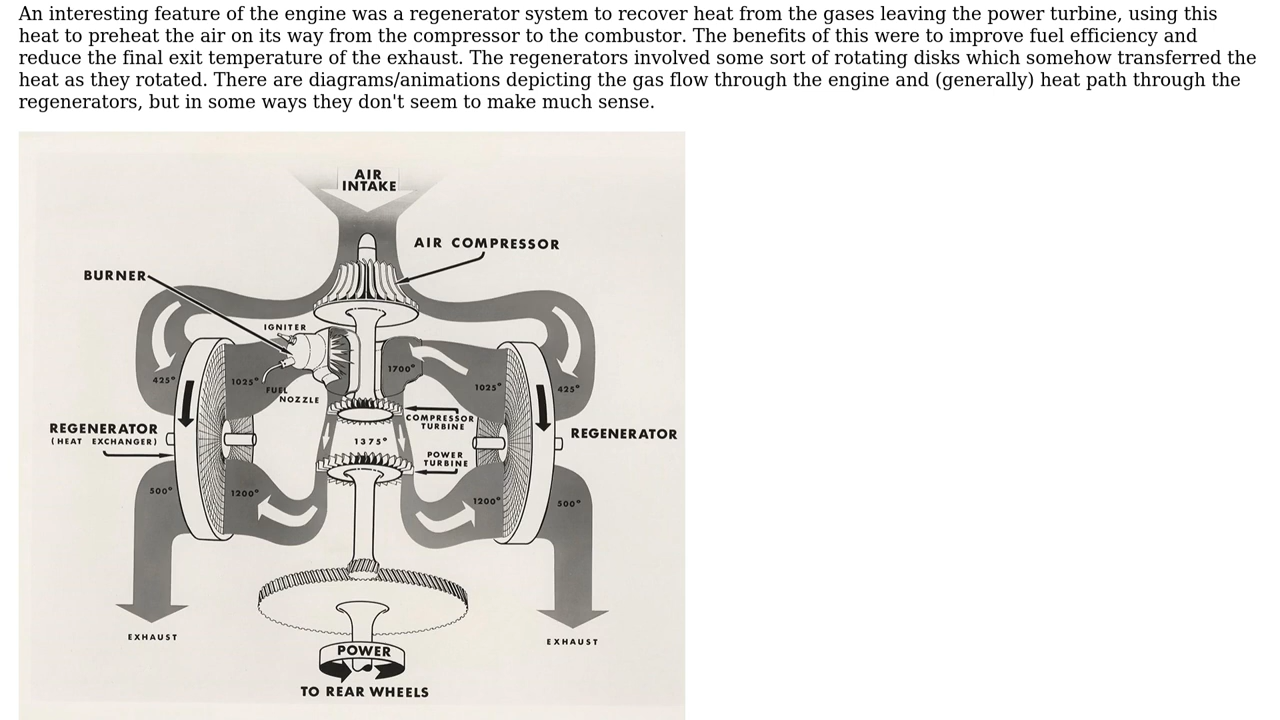 An interesting feature of the engine was a regenerator system to recover heat from the gases leaving the power turbine, using this
heat to preheat the air on its way from the compressor to the combustor. The benefits of this were to improve fuel efficiency and
reduce the final exit temperature of the exhaust. The regenerators involved some sort of rotating disks which somehow transferred the
heat as they rotated. There are diagrams/animations depicting the gas flow through the engine and (generally) heat path through the
regenerators, but in some ways they don't seem to make much sense.
AIR
INTAKE
AIR COMPRESSOR
BURNER
IGNITER
1700°
425°
1025°
1025°
425°
FUEL
NOZZLE
COMPRESSOR
TURBINE
REGENERATOR
(HEAT EXCHANGER)
1375°
REGENERATOR
POWER
TURBINE
500°
1200°
1200°
500°
EXHAUST
EXHAUST
POWER
TO REAR WHEELS